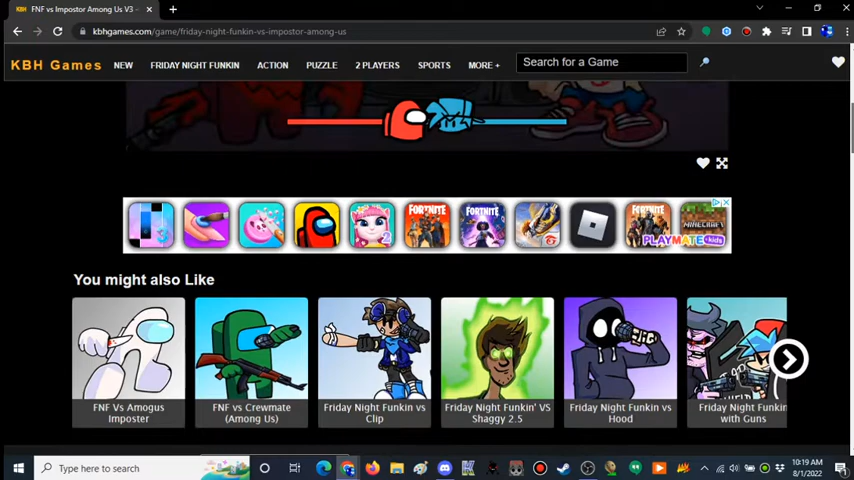 FNF vs Impostor Among Us V3 -
kbhgames.com/game/friday-night-funkin-vs-impostor-among-us
KBH Games NEW FRIDAY NIGHT FUNKIN ACTION PUZZLE 2 PLAYERS SPORTS MORE + Search for a Game
3 2 FORTNITE FORTNITE FORTNITE MINECRAFT
PLAYMATE kids
You might also Like
FNF Vs Amogus
Imposter
FNF vs Crewmate
(Among Us)
Friday Night Funkin vs
Clip
Friday Night Funkin' VS
Shaggy 2.5
Friday Night Funkin vs
Hood
Friday Night Funkin
with Guns
Type here to search
10:19 AM
8/1/2022